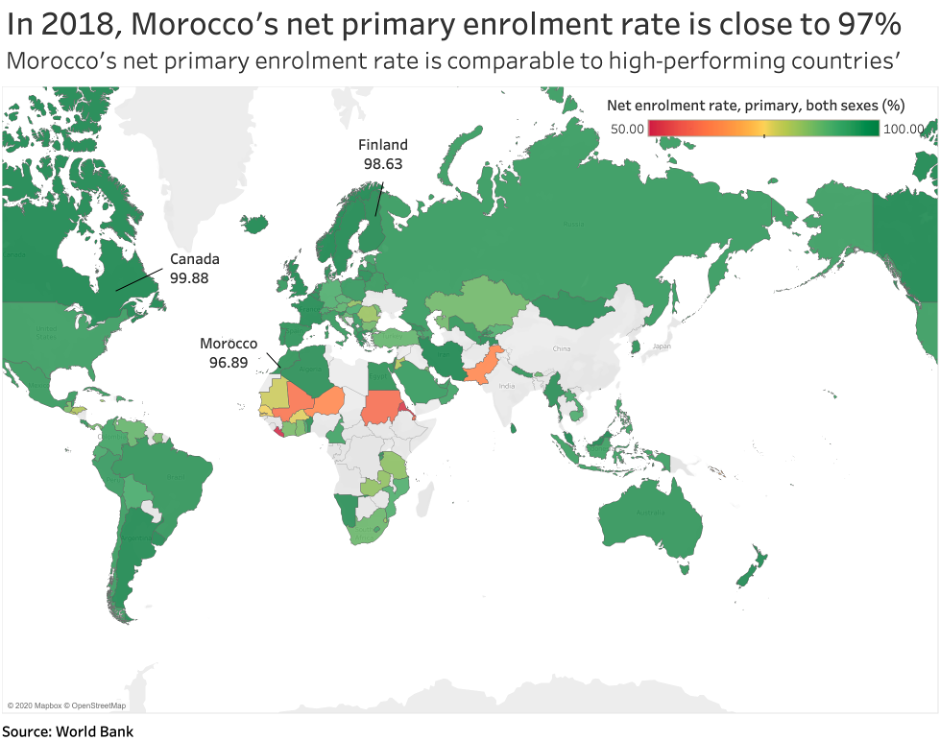 In 2018, Morocco's net primary enrolment rate is close to 97%
Morocco's net primary enrolment rate is comparable to high-performing countries'
Net enrolment rate, primary, both sexes (%)
50.00
100.00
Finland
98.63
Canada
99.88
Morocco
96.89
United
States
China
Japan
India
© 2020 Mapbox © OpenStreetMap
Source: World Bank